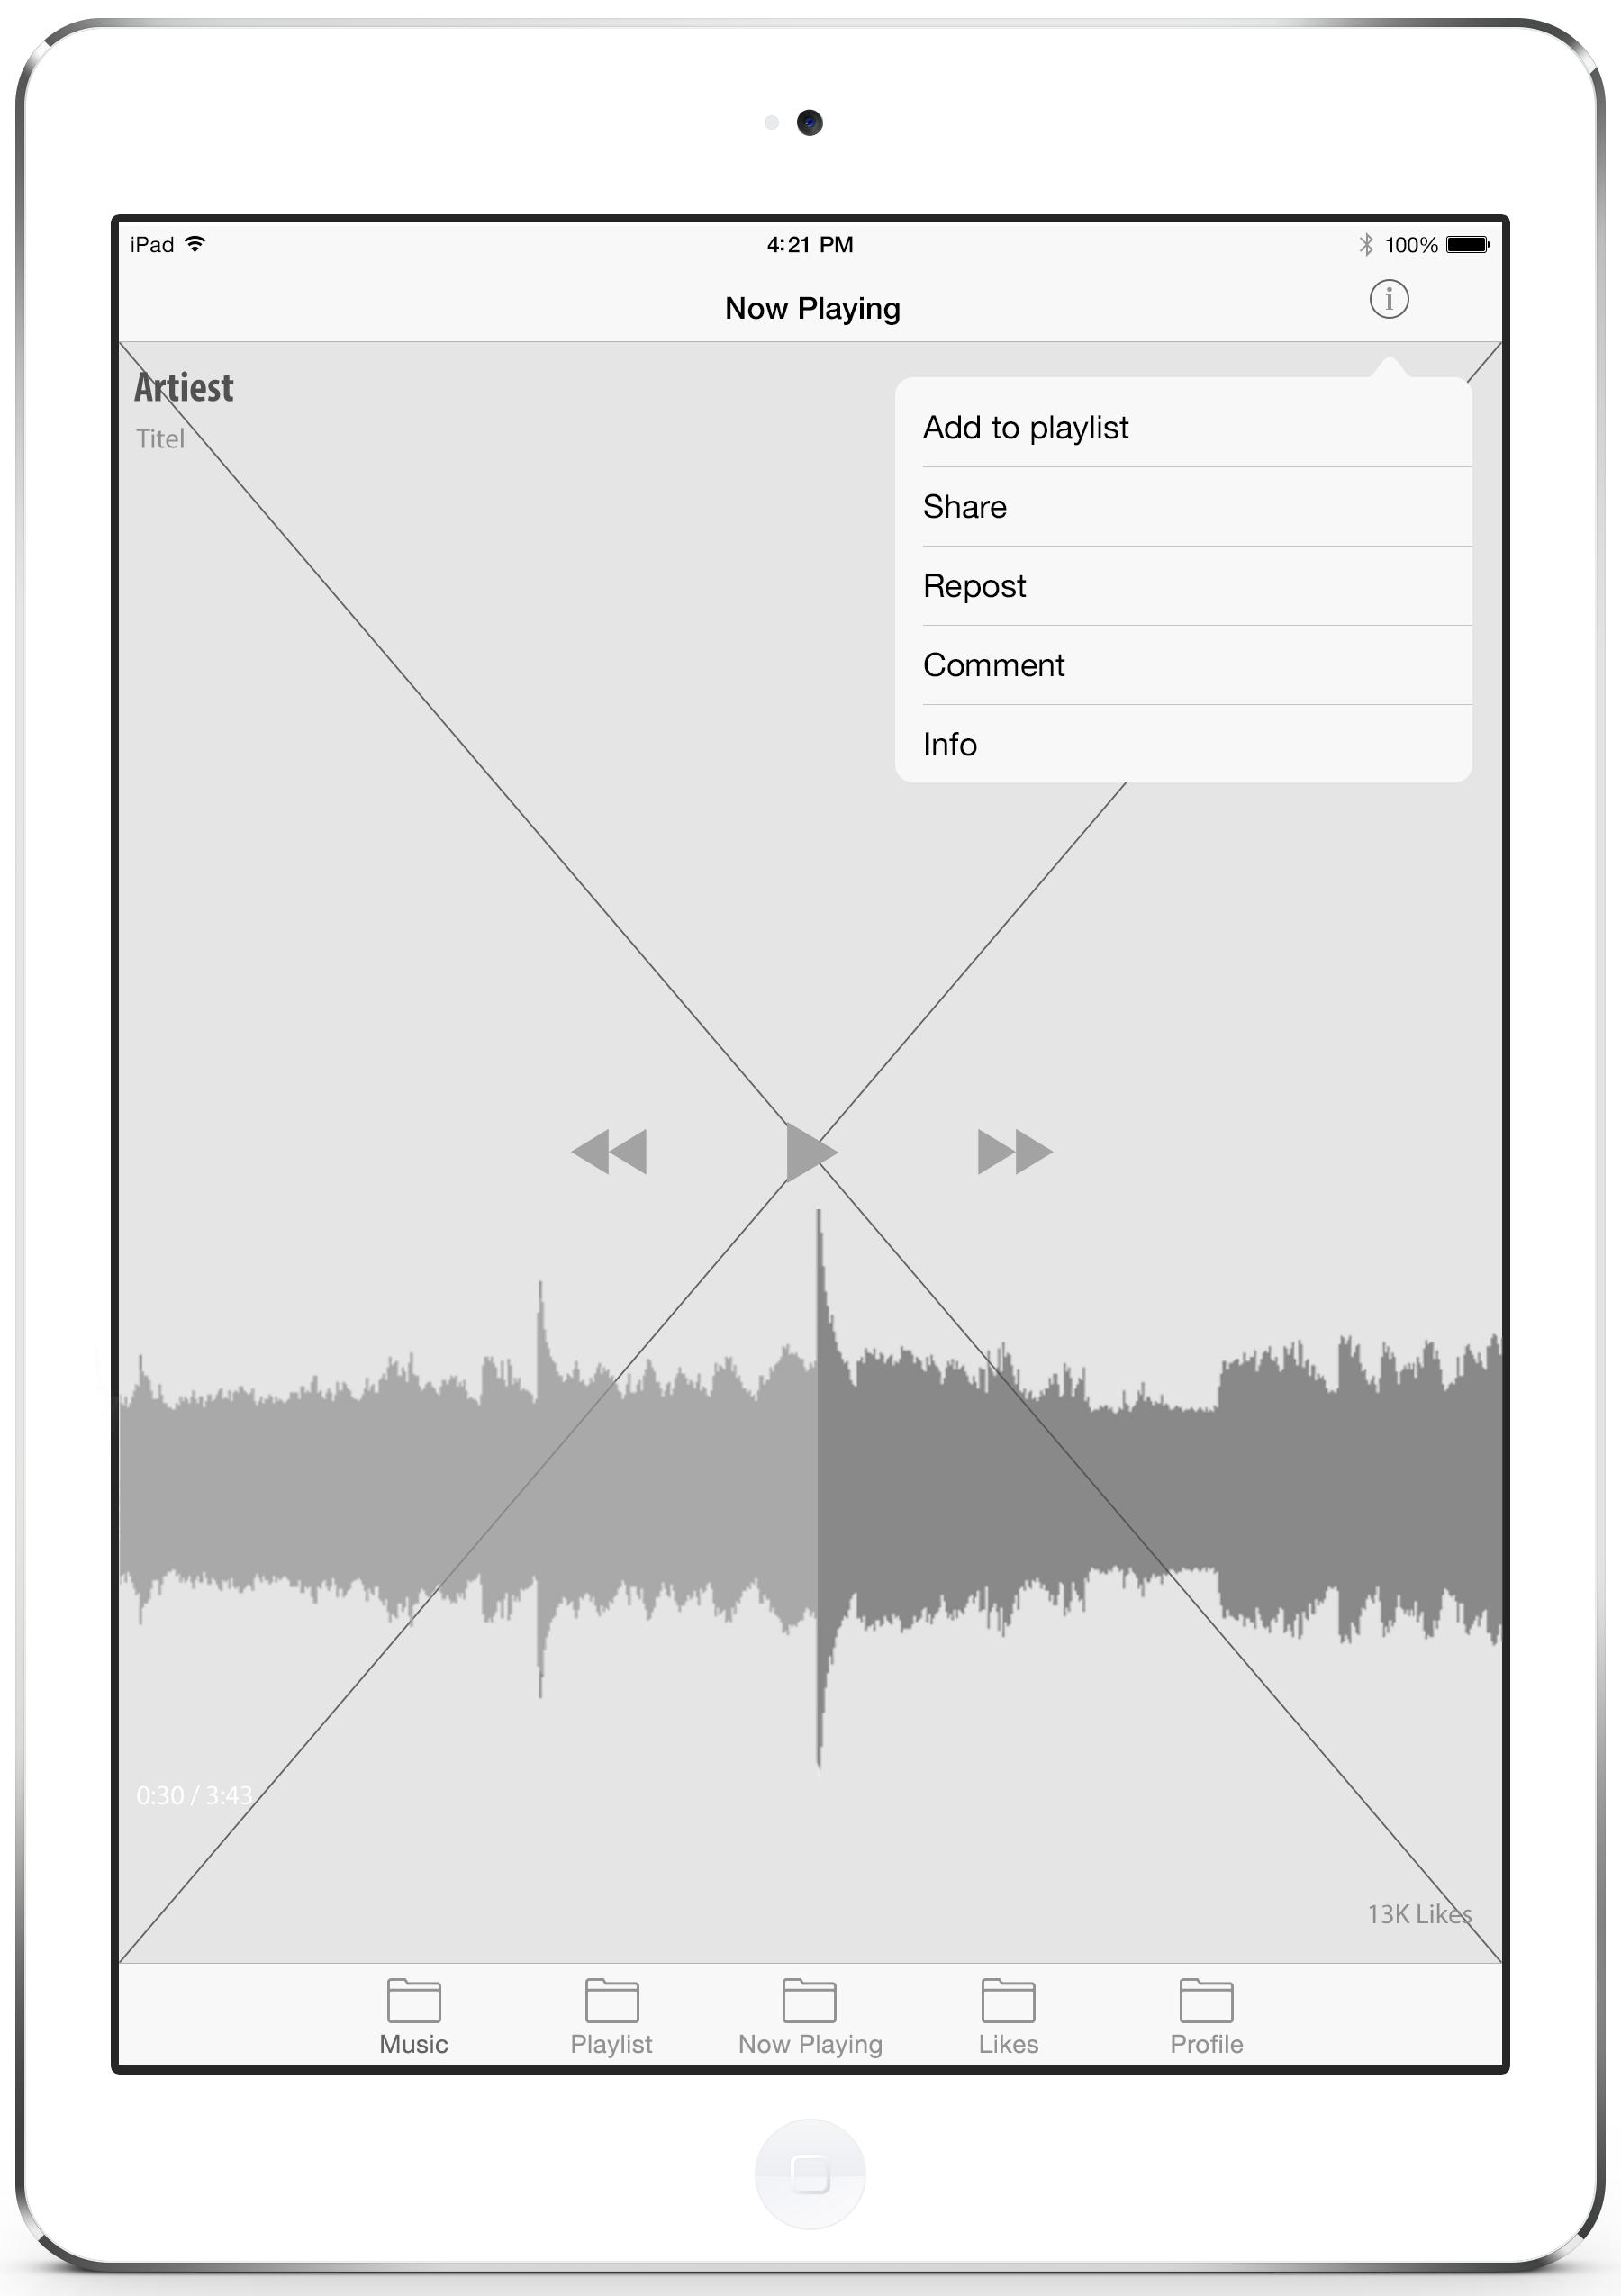 iPad 4:21 PM 100%
Now Playing i
Artiest
Titel
Add to playlist
Share
Repost
Comment
Info
0:30 / 3:43
13K Likes
Music Playlist Now Playing Likes Profile